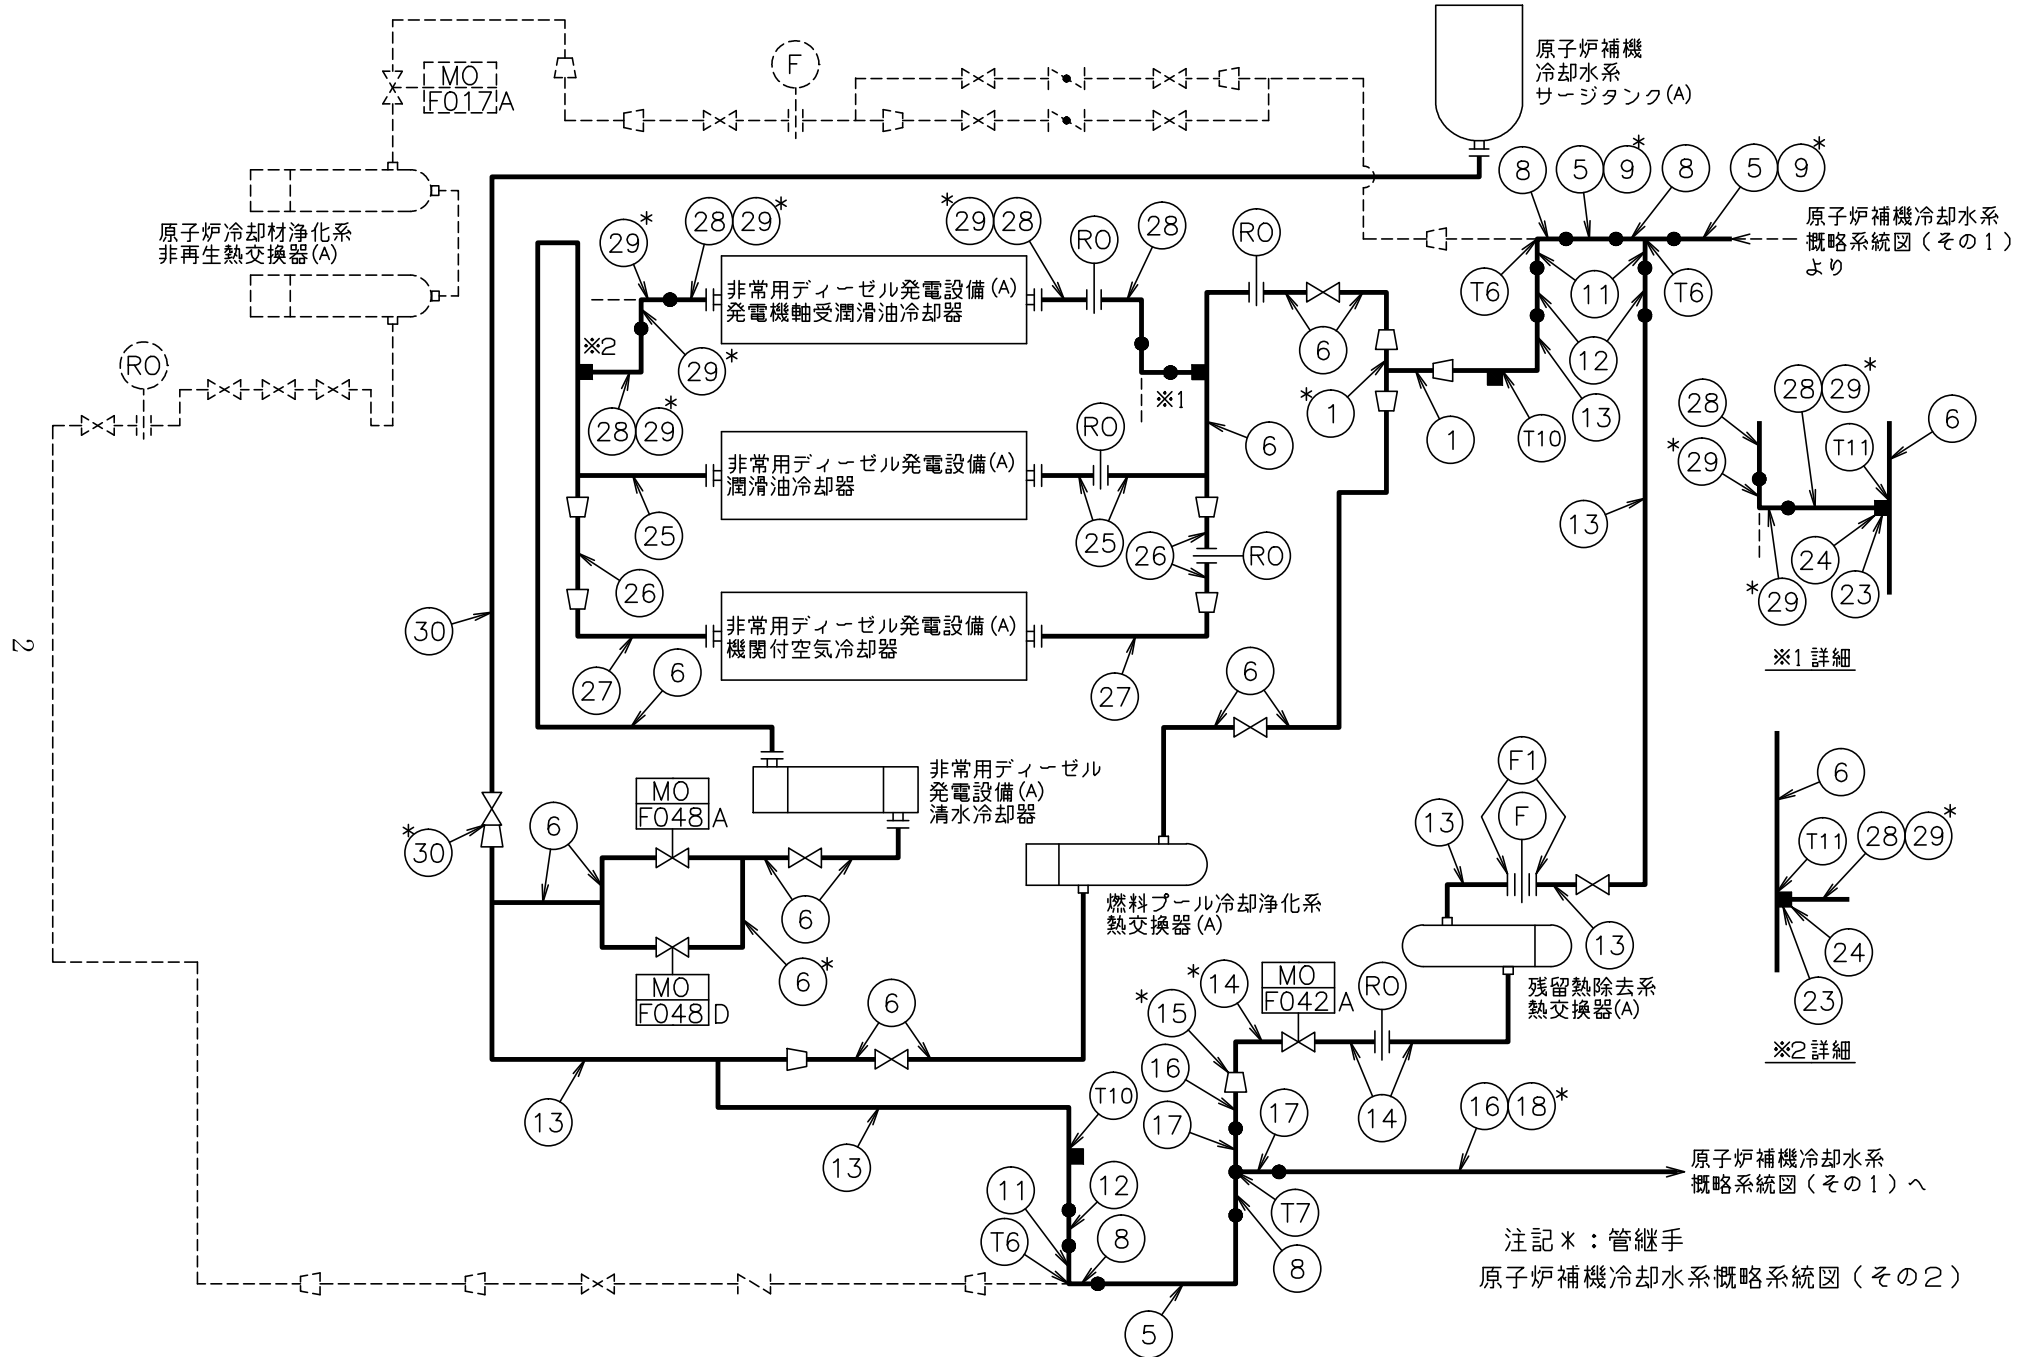 MO
F017A
F
原子炉補機
冷却水系
サージタンク(A)
8
5
9*
8
5
9*
原子炉補機冷却水系
概略系統図(その1)
より
原子炉冷却材浄化系
非再生熱交換器(A)
29*
28
29*
*29
28
RO
28
RO
T6
11
T6
非常用ディーゼル発電設備(A)
発電機軸受潤滑油冷却器
※2
RO
29*
6
12
28
29*
※1
*1
1
T10
13
28
28
29*
6
*29
T11
RO
6
非常用ディーゼル発電設備(A)
潤滑油冷却器
25
25
26
RO
13
24
*29
23
26
非常用ディーゼル発電設備(A)
機関付空気冷却器
30
2
※1詳細
27
6
27
6
非常用ディーゼル
発電設備(A)
清水冷却器
MO
F048A
*30
6
6
6*
MO
F048D
燃料プール冷却浄化系
熱交換器(A)
F1
F
13
13
6
T11
28
29*
24
23
※2詳細
残留熱除去系
熱交換器(A)
6
*14
*15
MO
F042A
RO
16
14
13
T10
17
17
16
18*
13
原子炉補機冷却水系
概略系統図(その1)へ
11
12
T7
T6
8
8
5
注記*:管継手
原子炉補機冷却水系概略系統図(その2)